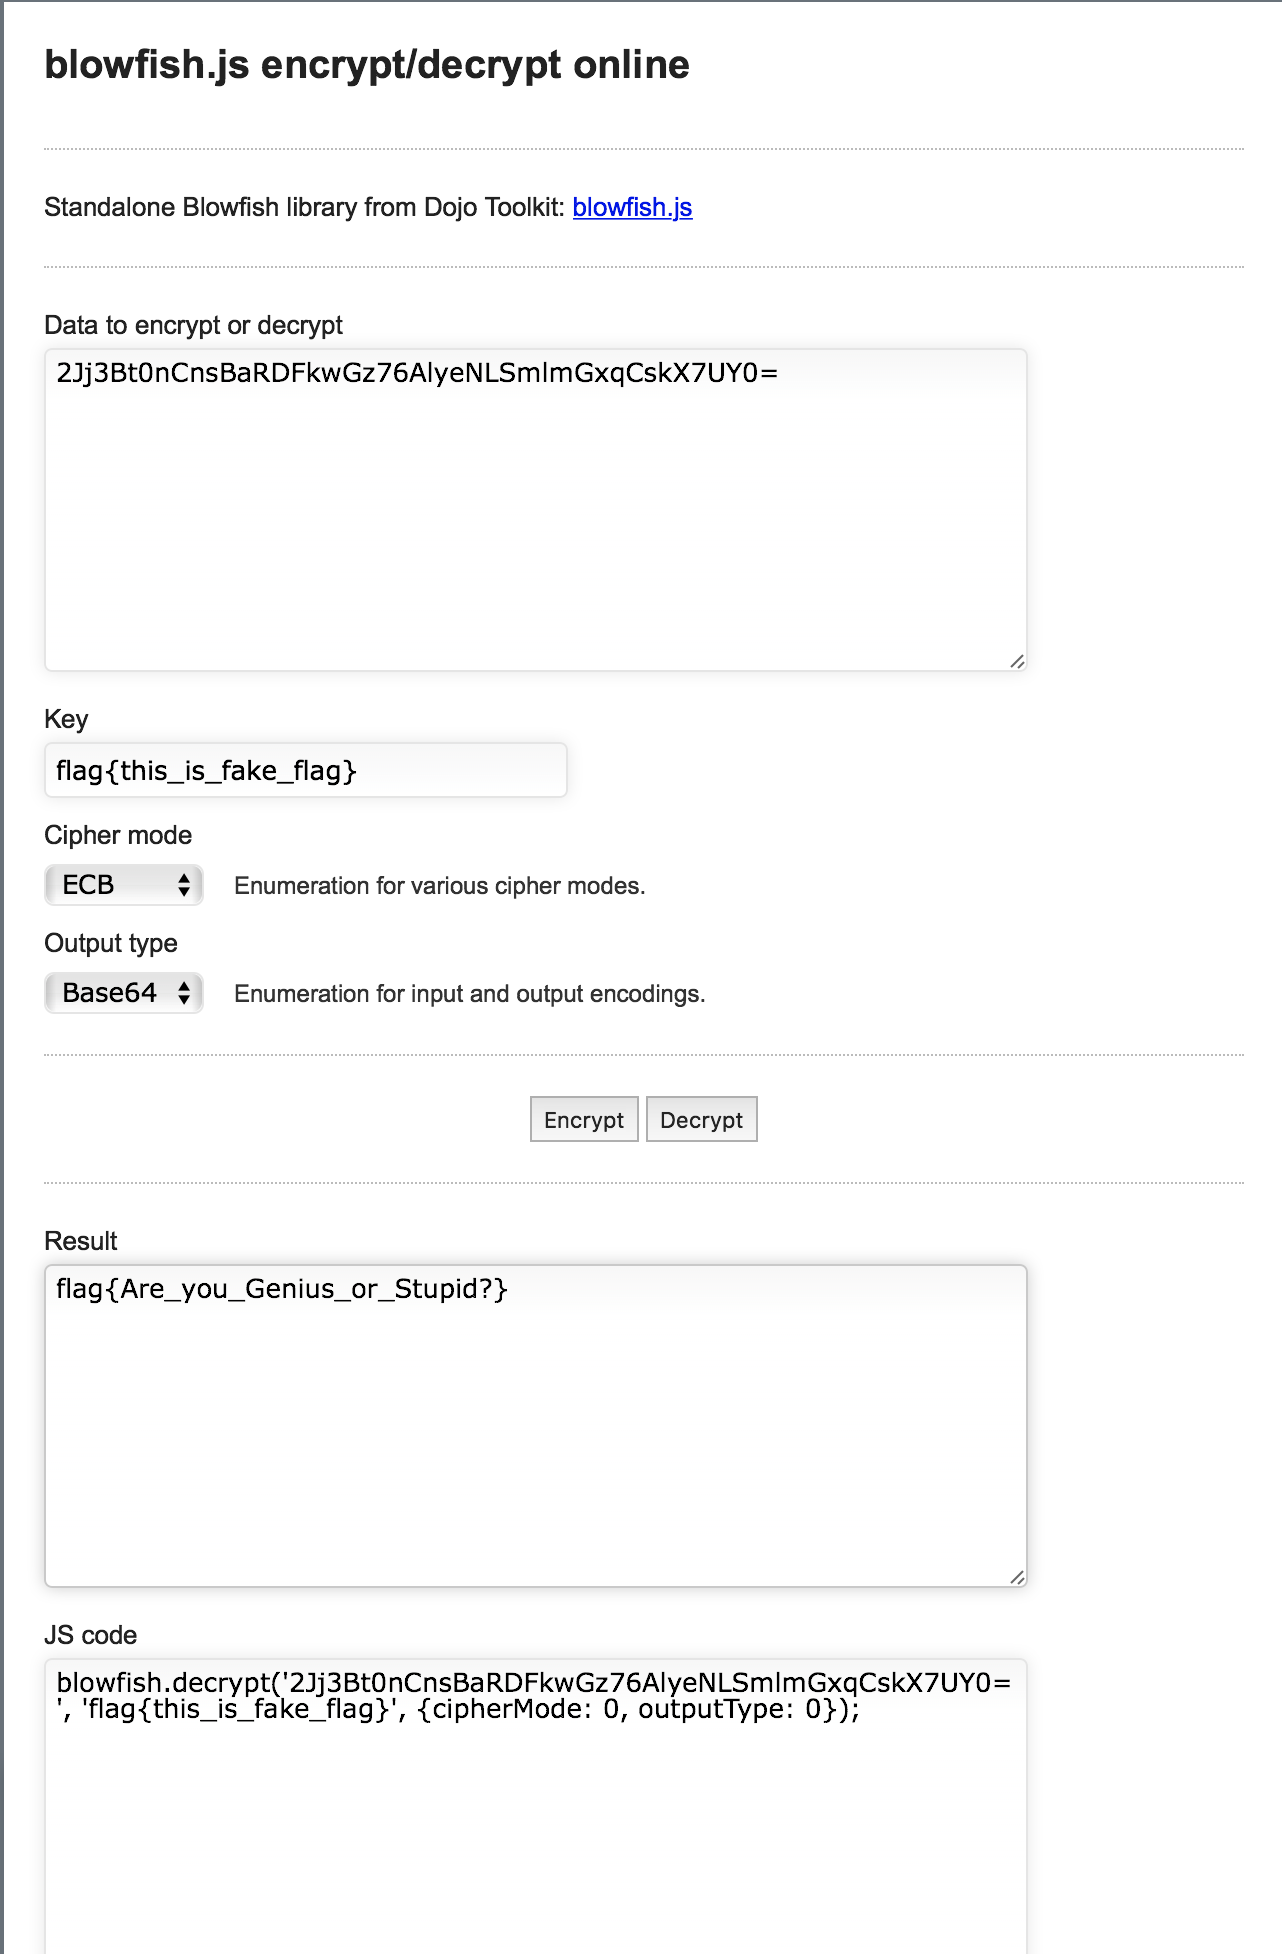 blowfish.js encrypt/decrypt online
Standalone Blowfish library from Dojo Toolkit: blowfish.js
Data to encrypt or decrypt
2Jj3Bt0nCnsBaRDFkwGz76AlyeNLSmlmGxqCskX7UY0=
Key
flag{this_is_fake_flag}
Cipher mode
ECB
Enumeration for various cipher modes.
Output type
Base64
Enumeration for input and output encodings.
Encrypt
Decrypt
Result
flag{Are_you_Genius_or_Stupid?}
JS code
blowfish.decrypt('2Jj3Bt0nCnsBaRDFkwGz76AlyeNLSmlmGxqCskX7UY0=
', 'flag{this_is_fake_flag}', {cipherMode: 0, outputType: 0});